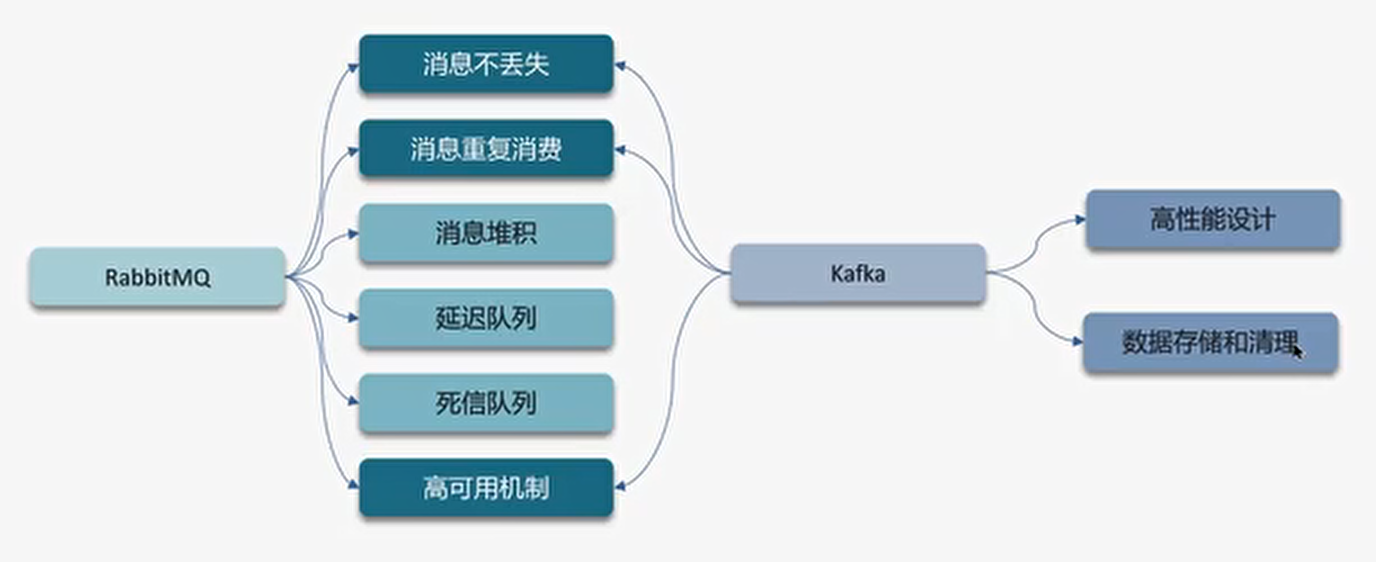 消息不丢失
消息重复消费
消息堆积
延迟队列
死信队列
高可用机制
RabbitMQ
Kafka
高性能设计
数据存储和清理